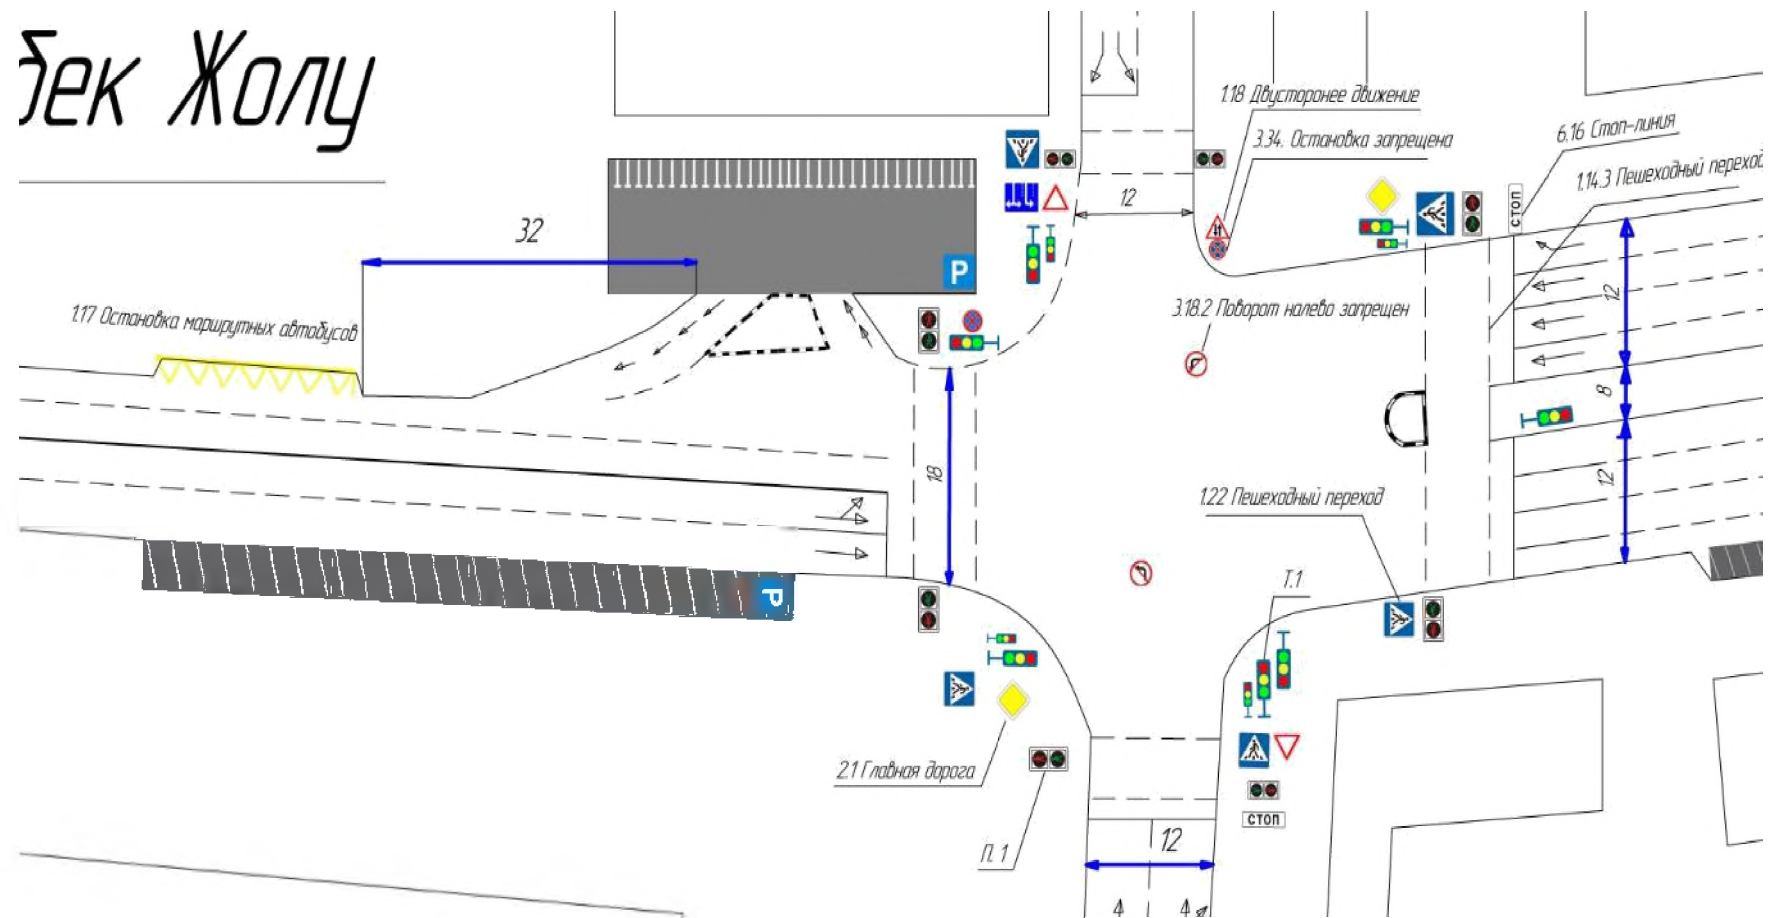 бек Жолу
1.18 Двусторонее движение
3.34. Остановка запрещена
6.16 Стоп-линия
1.14.3 Пешеходный переход
СТОП
12
32
P
12
1.17 Остановка маршрутных автобусов
3.18.2 Поворот налево запрещен
8
18
12
1.22 Пешеходный переход
P
Т.1
2.1 Главная дорога
П. 1
СТОП
12